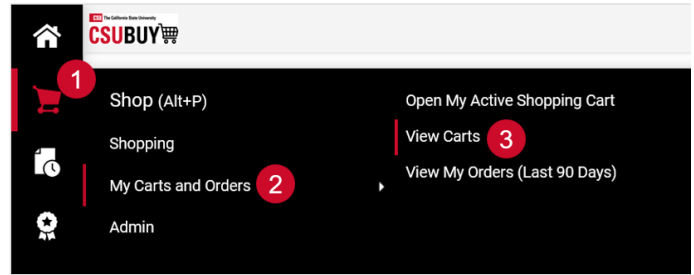 CSU The California State University
CSUBUY
1
Shop (Alt+P)
Open My Active Shopping Cart
Shopping
View Carts 3
My Carts and Orders 2
View My Orders (Last 90 Days)
Admin